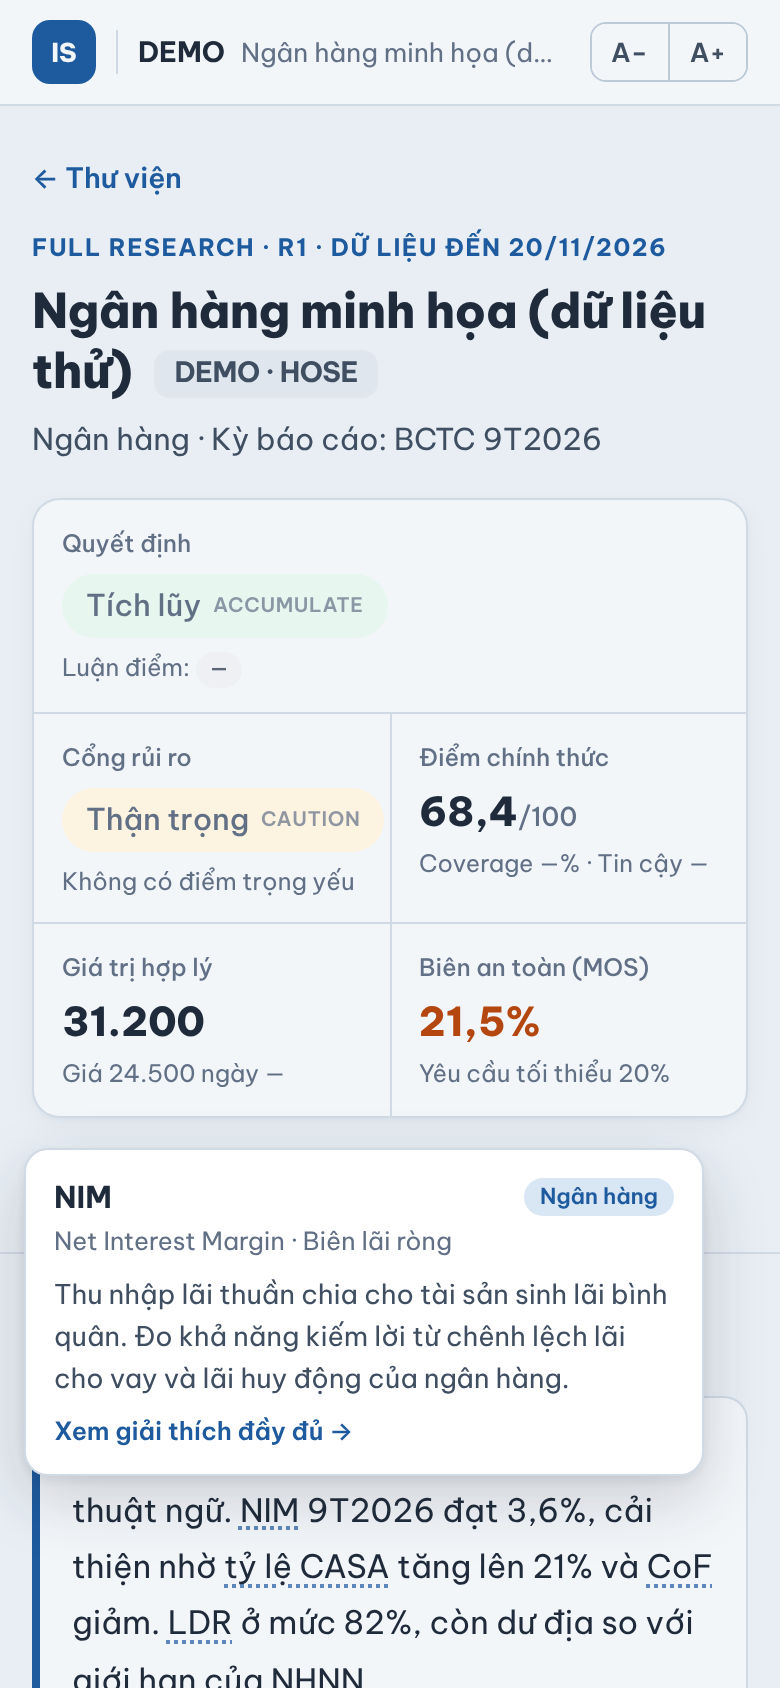 IS
DEMO Ngân hàng minh họa (d...
A− A+
← Thư viện
FULL RESEARCH · R1 · DỮ LIỆU ĐẾN 20/11/2026
Ngân hàng minh họa (dữ liệu
thử) DEMO · HOSE
Ngân hàng · Kỳ báo cáo: BCTC 9T2026
Quyết định
Tích lũy ACCUMULATE
Luận điểm: –
Cổng rủi ro
Thận trọng CAUTION
Không có điểm trọng yếu
Điểm chính thức
68,4/100
Coverage —% · Tin cậy —
Giá trị hợp lý
31.200
Giá 24.500 ngày —
Biên an toàn (MOS)
21,5%
Yêu cầu tối thiểu 20%
NIM Ngân hàng
Net Interest Margin · Biên lãi ròng
Thu nhập lãi thuần chia cho tài sản sinh lãi bình
quân. Đo khả năng kiếm lời từ chênh lệch lãi
cho vay và lãi huy động của ngân hàng.
Xem giải thích đầy đủ →
thuật ngữ. NIM 9T2026 đạt 3,6%, cải
thiện nhờ tỷ lệ CASA tăng lên 21% và CoF
giảm. LDR ở mức 82%, còn dư địa so với
giới hạn của NHNN